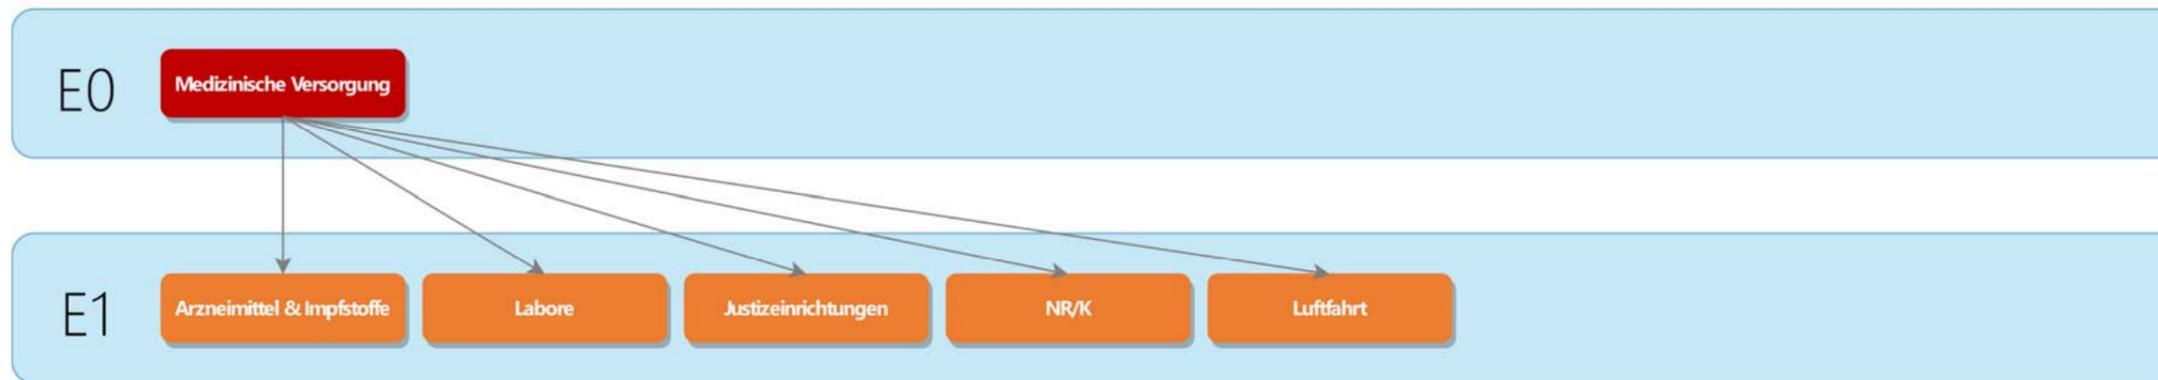 E0
Medizinische Versorgung
E1
Arzneimittel & Impfstoffe
Labore
Justizeinrichtungen
NR/K
Luftfahrt